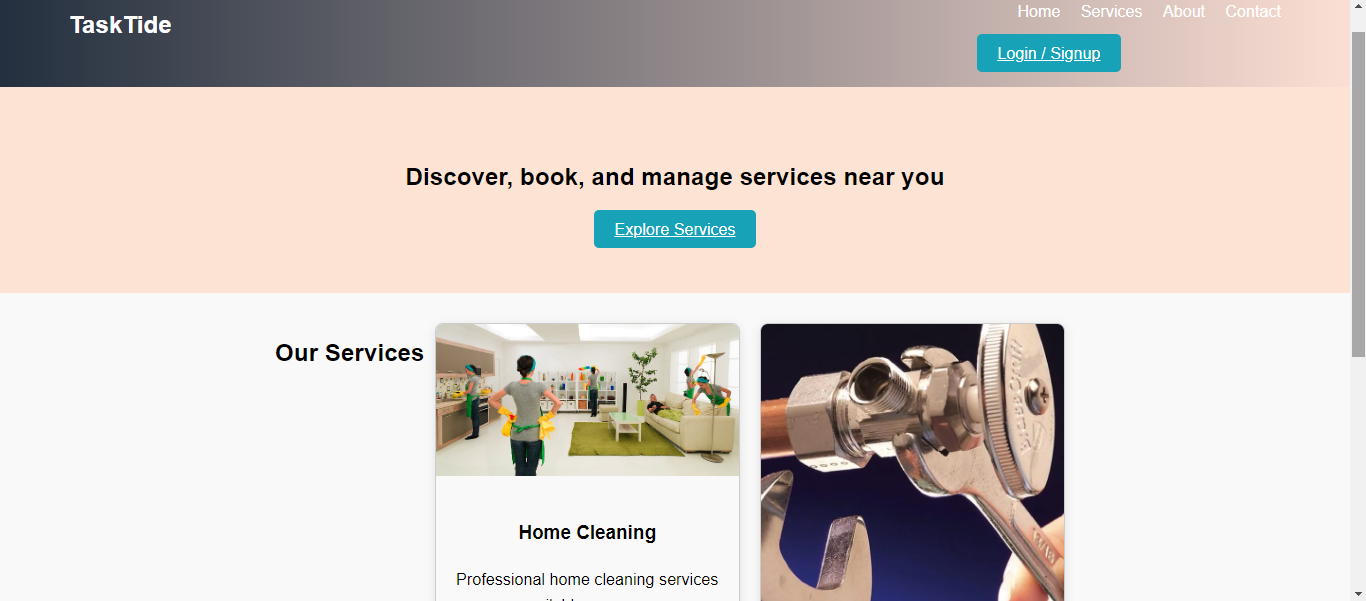 TaskTide
Home Services About Contact
Login / Signup
Discover, book, and manage services near you
Explore Services
Our Services
Home Cleaning
Professional home cleaning services